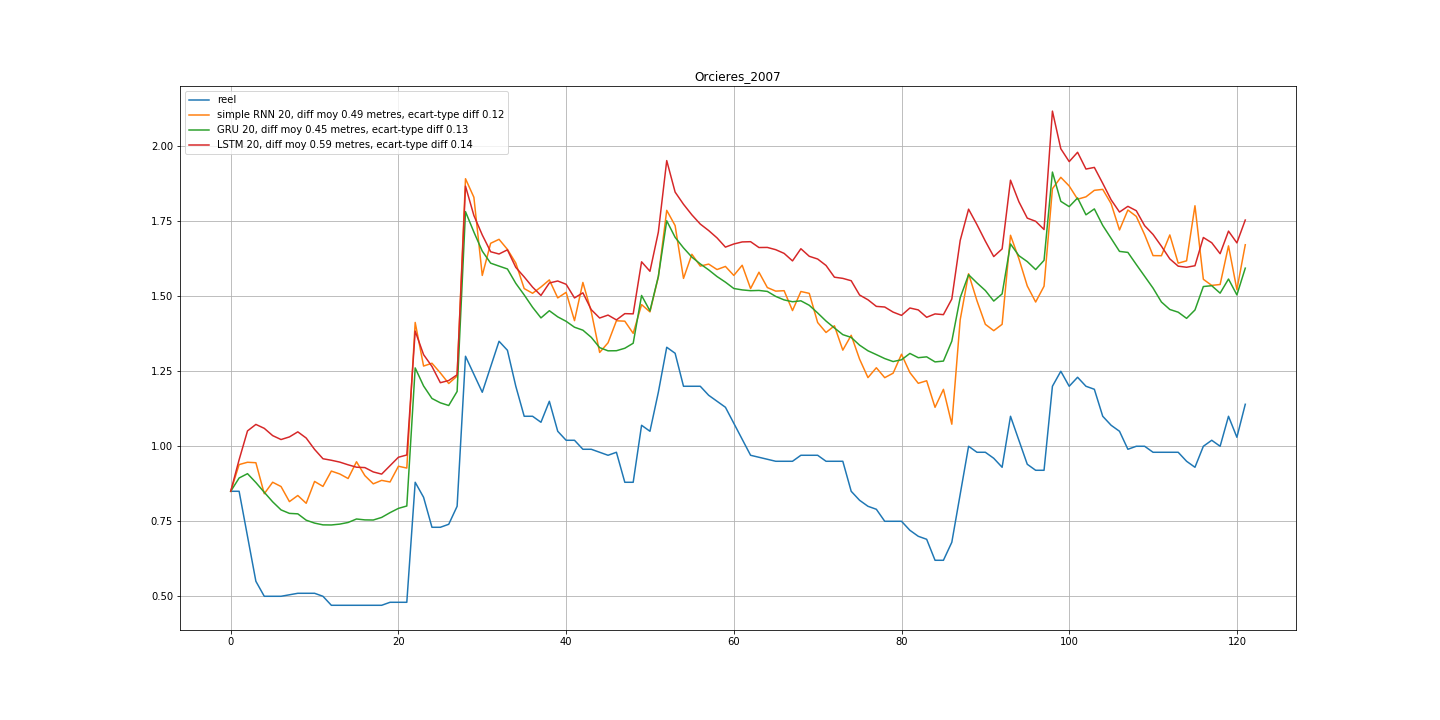 Orcieres_2007
reel
simple RNN 20, diff moy 0.49 metres, ecart-type diff 0.12
GRU 20, diff moy 0.45 metres, ecart-type diff 0.13
LSTM 20, diff moy 0.59 metres, ecart-type diff 0.14
2.00
1.75
1.50
1.25
1.00
0.75
0.50
0 20 40 60 80 100 120